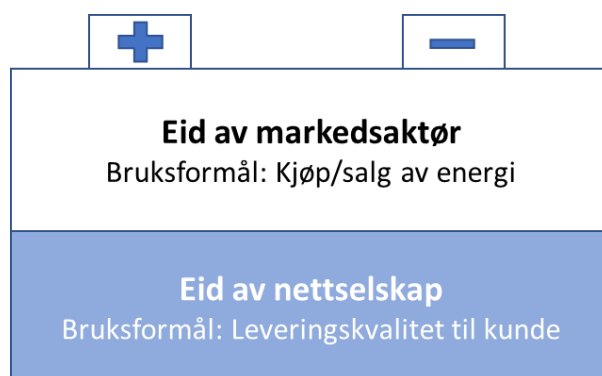 Eid av markedsaktør
Bruksformål: Kjøp/salg av energi
Eid av nettselskap
Bruksformål: Leveringskvalitet til kunde